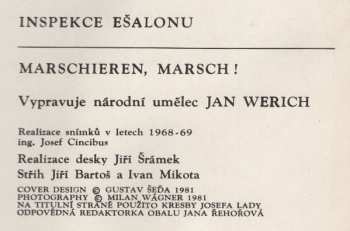 INSPEKCE EŠALONU
MARSCHIEREN, MARSCH!
Vypravuje národní umělec JAN WERICH
Realizace snímků v letech 1968-69
ing. Josef Cincibus
Realizace desky Jiří Šrámek
Střih Jiří Bartoš a Ivan Mikota
COVER DESIGN © GUSTAV ŠEĎA 1981
PHOTOGRAPHY © MILAN WÁGNER 1981
NA TITULNÍ STRANĚ POUŽITO KRESBY JOSEFA LADY
ODPOVĚDNÁ REDAKTORKA OBALU JANA ŘEHOŘOVÁ